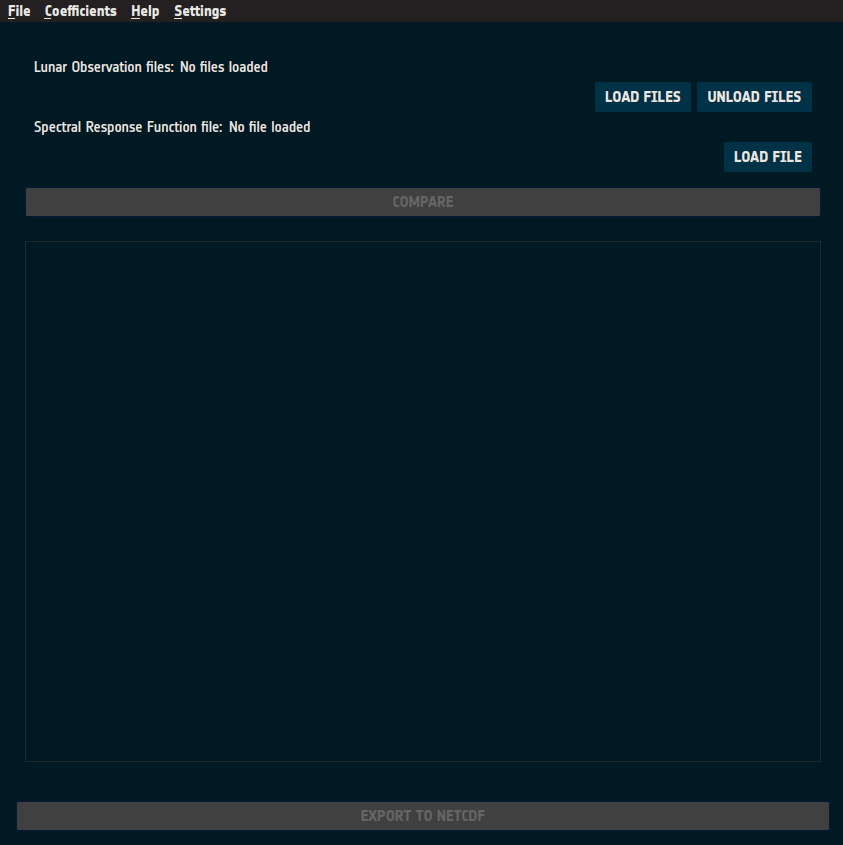 File Coefficients Help Settings
Lunar Observation files: No files loaded
LOAD FILES UNLOAD FILES
Spectral Response Function file: No file loaded
LOAD FILE
COMPARE
EXPORT TO NETCDF